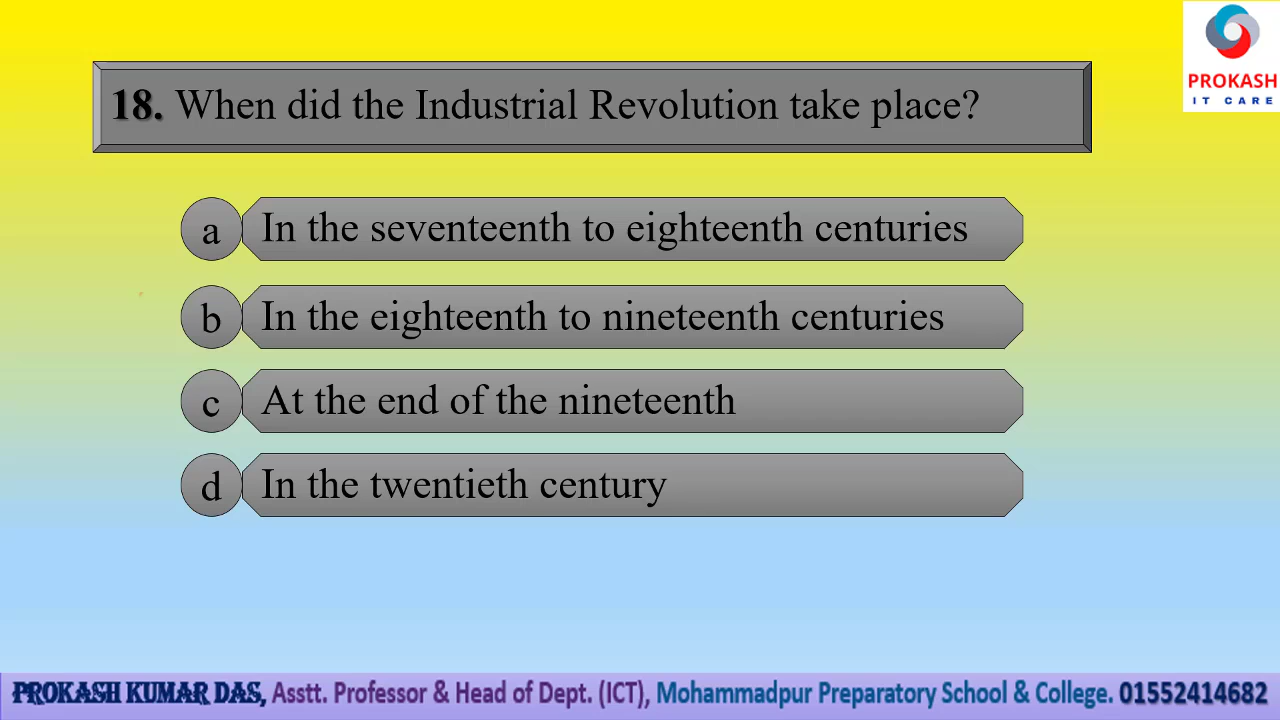 PROKASH
IT CARE
18. When did the Industrial Revolution take place?
a In the seventeenth to eighteenth centuries
b In the eighteenth to nineteenth centuries
c At the end of the nineteenth
d In the twentieth century
PROKASH KUMAR DAS, Asstt. Professor & Head of Dept. (ICT), Mohammadpur Preparatory School & College. 01552414682